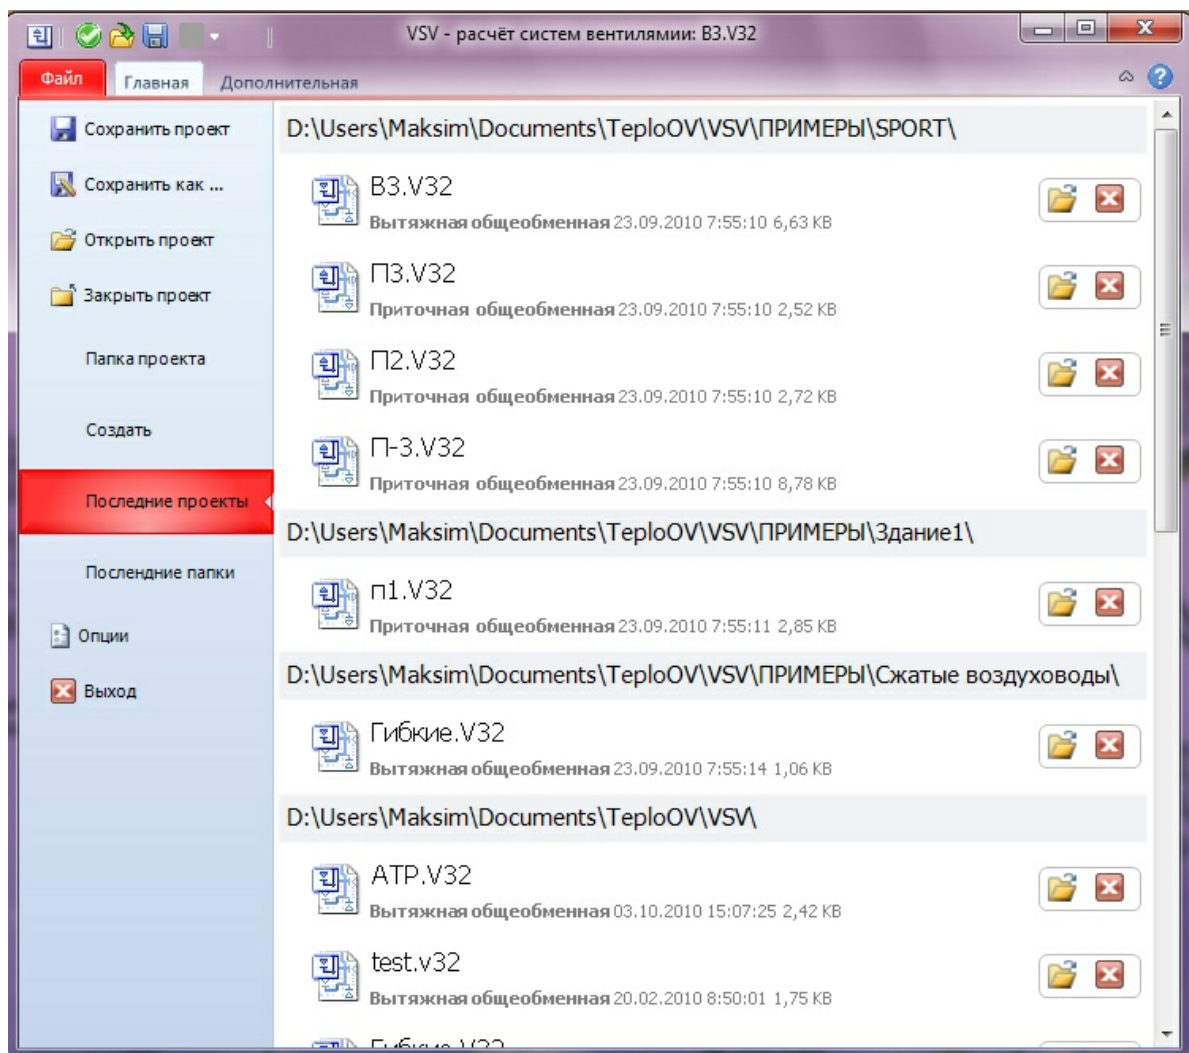 VSV - расчёт систем вентилямии: В3.V32
Файл
Главная
Дополнительная
Сохранить проект
Сохранить как ...
Открыть проект
Закрыть проект
Папка проекта
Создать
Последние проекты
Послендние папки
Опции
Выход
D:\Users\Maksim\Documents\TeploOV\VSV\ПРИМЕРЫ\SPORT\
В3.V32
Вытяжная общеобменная 23.09.2010 7:55:10 6,63 KB
П3.V32
Приточная общеобменная 23.09.2010 7:55:10 2,52 KB
П2.V32
Приточная общеобменная 23.09.2010 7:55:10 2,72 KB
П-3.V32
Приточная общеобменная 23.09.2010 7:55:10 8,78 KB
D:\Users\Maksim\Documents\TeploOV\VSV\ПРИМЕРЫ\Здание1\
п1.V32
Приточная общеобменная 23.09.2010 7:55:11 2,85 KB
D:\Users\Maksim\Documents\TeploOV\VSV\ПРИМЕРЫ\Сжатые воздуховоды\
Гибкие.V32
Вытяжная общеобменная 23.09.2010 7:55:14 1,06 KB
D:\Users\Maksim\Documents\TeploOV\VSV\
АТР.V32
Вытяжная общеобменная 03.10.2010 15:07:25 2,42 KB
test.v32
Вытяжная общеобменная 20.02.2010 8:50:01 1,75 KB
Гибкие.V32